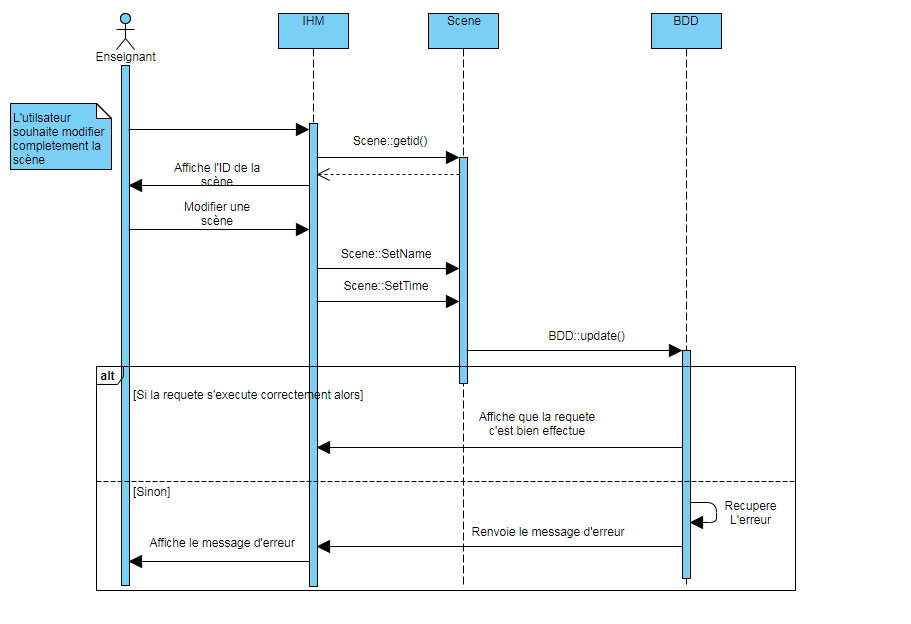 IHM
Scene
BDD
Enseignant
L'utilsateur
souhaite modifier
completement la
scène
Scene::getid()
Affiche l'ID de la
scène
Modifier une
scène
Scene::SetName
Scene::SetTime
BDD::update()
alt
[Si la requete s'execute correctement alors]
Affiche que la requete
c'est bien effectue
[Sinon]
Recupere
L'erreur
Renvoie le message d'erreur
Affiche le message d'erreur